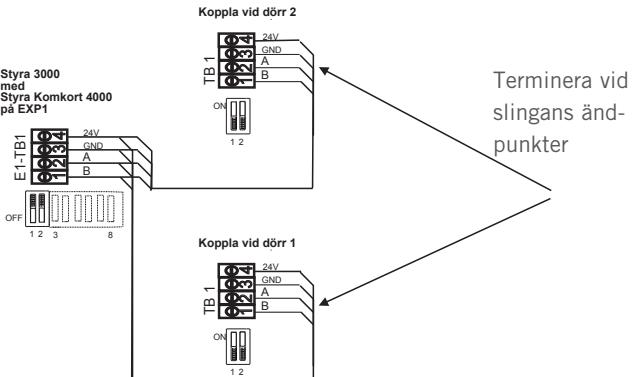 Koppla vid dörr 2
TB 1
4
3
2
1
24V
GND
A
B
ON
1 2
Styra 3000
med
Styra Komkort 4000
på EXP1
E1-TB1
4
3
2
1
24V
GND
A
B
OFF
1 2 3 8
Terminera vid
slingans änd-
punkter
Koppla vid dörr 1
TB 1
4
3
2
1
24V
GND
A
B
ON
1 2